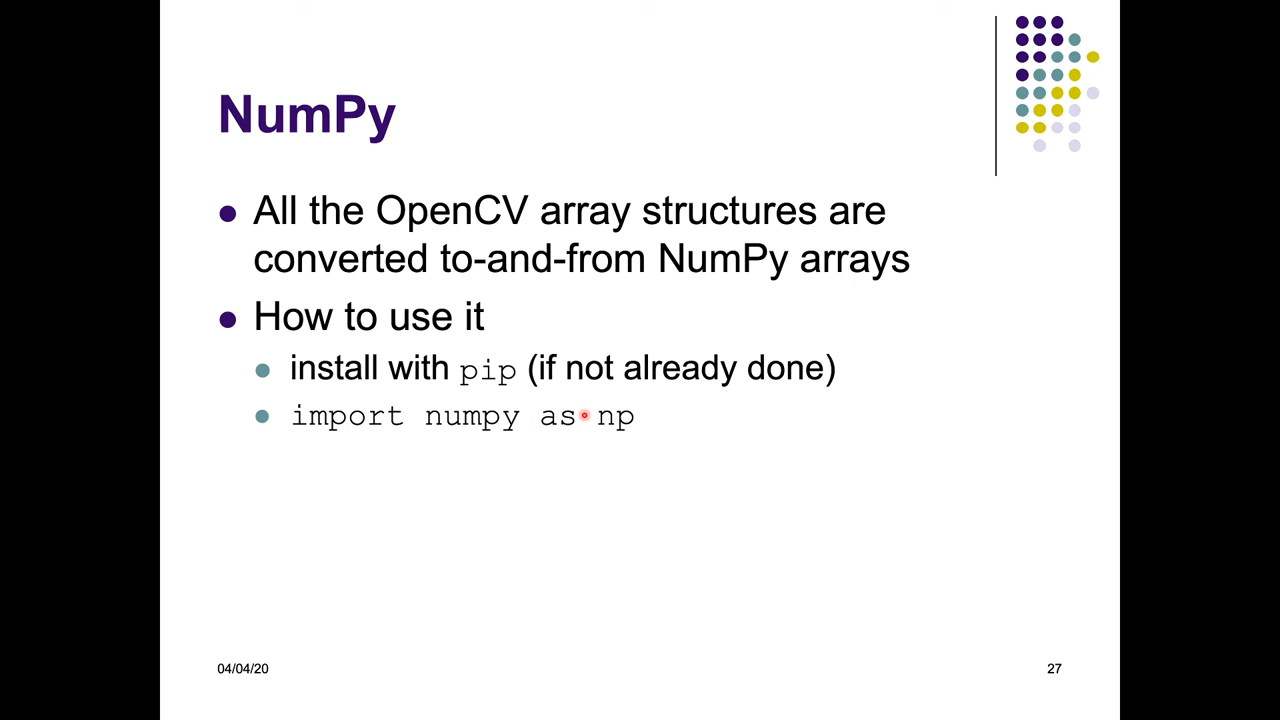 NumPy
All the OpenCV array structures are
converted to-and-from NumPy arrays
How to use it
install with pip (if not already done)
import numpy as np
04/04/20
27